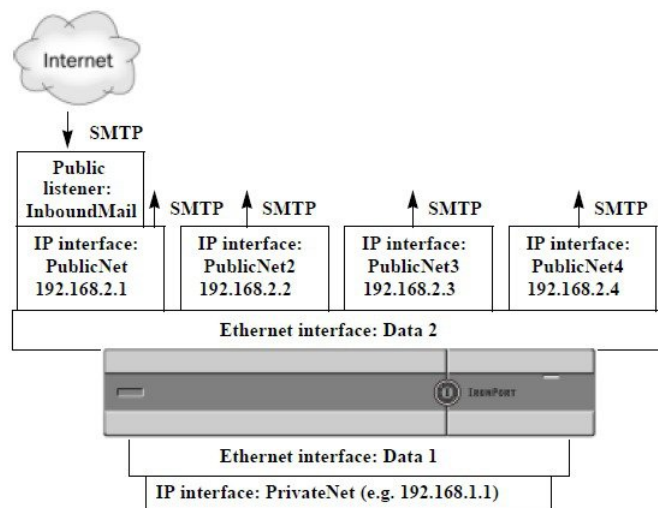 Internet
SMTP
Public
listener:
InboundMail
SMTP
SMTP
SMTP
SMTP
IP interface:
PublicNet
192.168.2.1
IP interface:
PublicNet2
192.168.2.2
IP interface:
PublicNet3
192.168.2.3
IP interface:
PublicNet4
192.168.2.4
Ethernet interface: Data 2
IRONPORT
Ethernet interface: Data 1
IP interface: PrivateNet (e.g. 192.168.1.1)